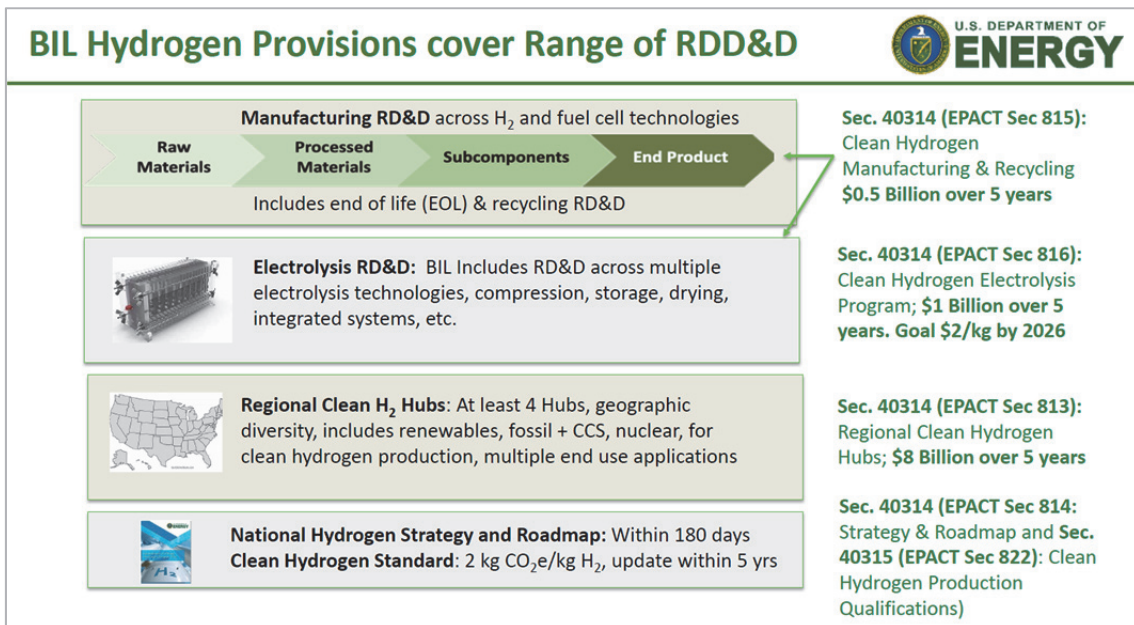 BIL Hydrogen Provisions cover Range of RDD&D
U.S. DEPARTMENT OF
ENERGY
Manufacturing RD&D across H₂ and fuel cell technologies
Raw
Materials
Processed
Materials
Subcomponents
End Product
Includes end of life (EOL) & recycling RD&D
Sec. 40314 (EPACT Sec 815):
Clean Hydrogen
Manufacturing & Recycling
$0.5 Billion over 5 years
Electrolysis RD&D: BIL Includes RD&D across multiple
electrolysis technologies, compression, storage, drying,
integrated systems, etc.
Sec. 40314 (EPACT Sec 816):
Clean Hydrogen Electrolysis
Program; $1 Billion over 5
years. Goal $2/kg by 2026
Regional Clean H₂ Hubs: At least 4 Hubs, geographic
diversity, includes renewables, fossil + CCS, nuclear, for
clean hydrogen production, multiple end use applications
Sec. 40314 (EPACT Sec 813):
Regional Clean Hydrogen
Hubs; $8 Billion over 5 years
H₂
National Hydrogen Strategy and Roadmap: Within 180 days
Clean Hydrogen Standard: 2 kg CO₂e/kg H₂, update within 5 yrs
Sec. 40314 (EPACT Sec 814:
Strategy & Roadmap and Sec.
40315 (EPACT Sec 822): Clean
Hydrogen Production
Qualifications)